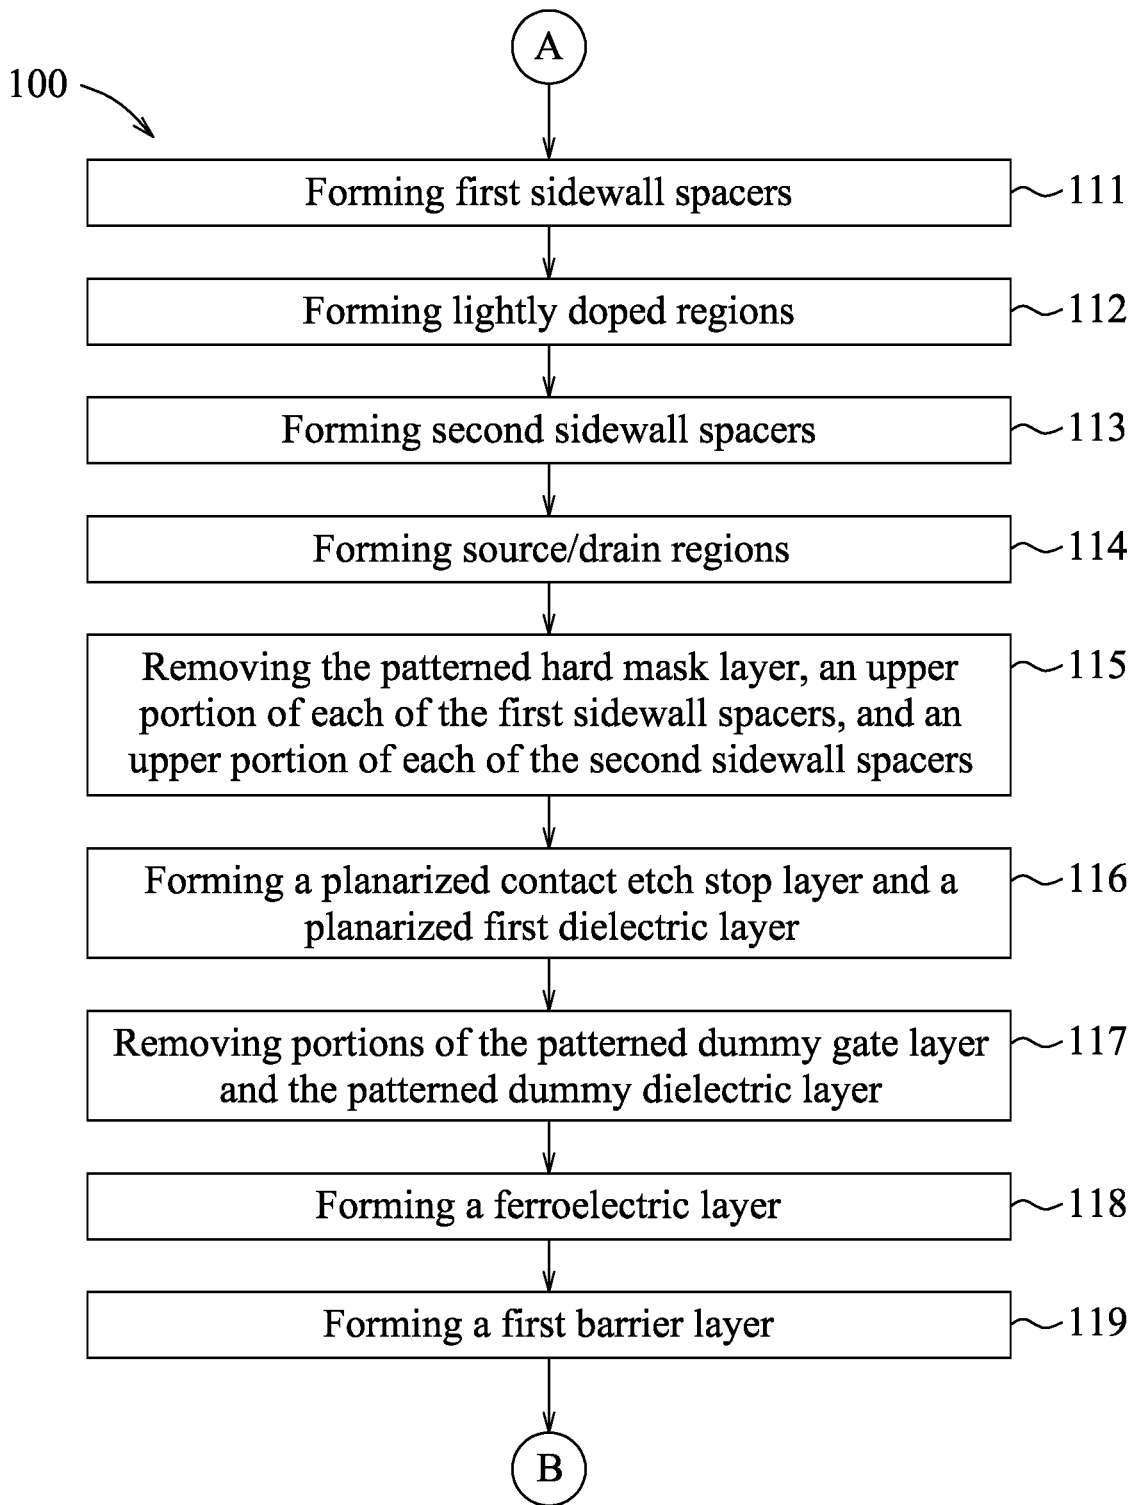 A
100
Forming first sidewall spacers
111
Forming lightly doped regions
112
Forming second sidewall spacers
113
Forming source/drain regions
114
Removing the patterned hard mask layer, an upper
portion of each of the first sidewall spacers, and an
upper portion of each of the second sidewall spacers
115
Forming a planarized contact etch stop layer and a
planarized first dielectric layer
116
Removing portions of the patterned dummy gate layer
and the patterned dummy dielectric layer
117
Forming a ferroelectric layer
118
Forming a first barrier layer
119
B